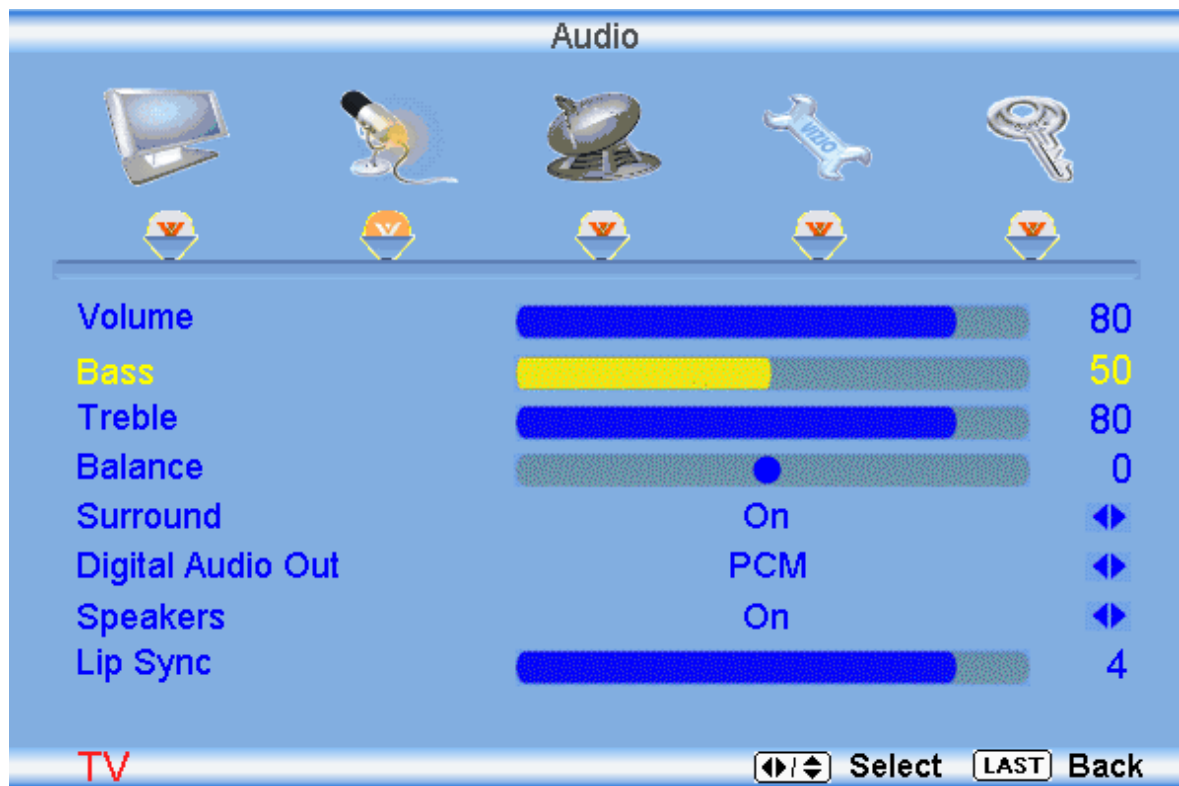 Audio
VIZIO
Volume 80
Bass 50
Treble 80
Balance 0
Surround On
Digital Audio Out PCM
Speakers On
Lip Sync 4
TV Select LAST Back